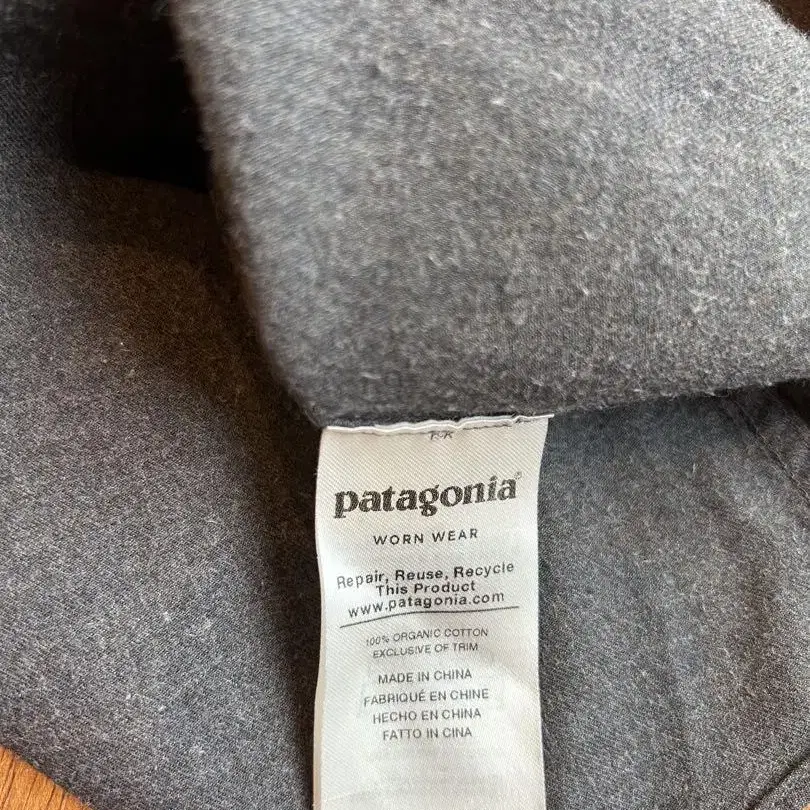 patagonia®
WORN WEAR
Repair, Reuse, Recycle
This Product
www.patagonia.com
100% ORGANIC COTTON
EXCLUSIVE OF TRIM
MADE IN CHINA
FABRIQUÉ EN CHINE
HECHO EN CHINA
FATTO IN CINA